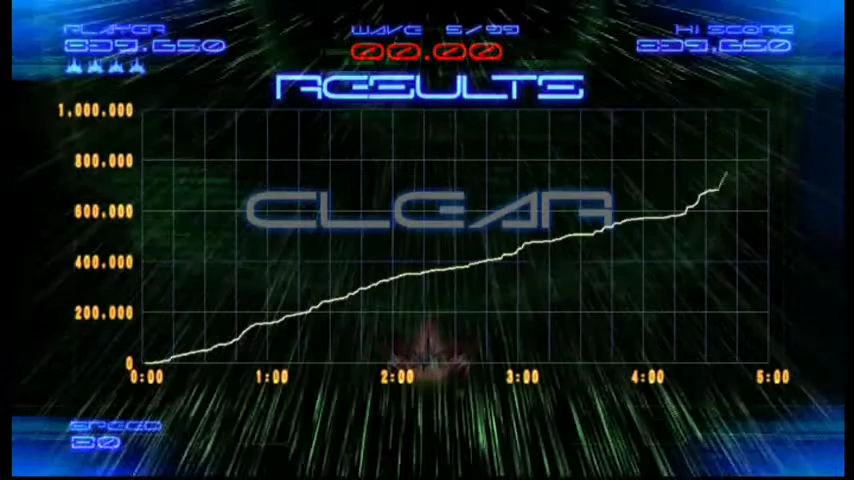 PLAYER
839.650
WAVE 5/99
00.00
HI SCORE
839.650
RESULTS
1.000.000
800.000
600.000
400.000
200.000
0
CLEAR
0:00 1:00 2:00 3:00 4:00 5:00
SPEED
30